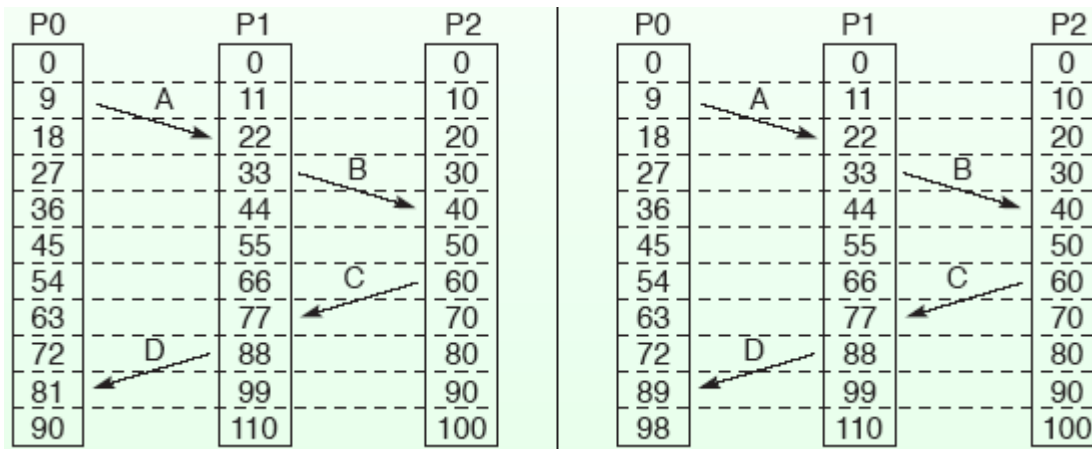 P0 P1 P2 P0 P1 P2
0 0 0 0 0 0
9 A 11 10 9 A 11 10
18 22 20 18 22 20
27 33 B 30 27 33 B 30
36 44 40 36 44 40
45 55 50 45 55 50
54 66 C 60 54 66 C 60
63 77 70 63 77 70
72 D 88 80 72 D 88 80
81 99 90 89 99 90
90 110 100 98 110 100